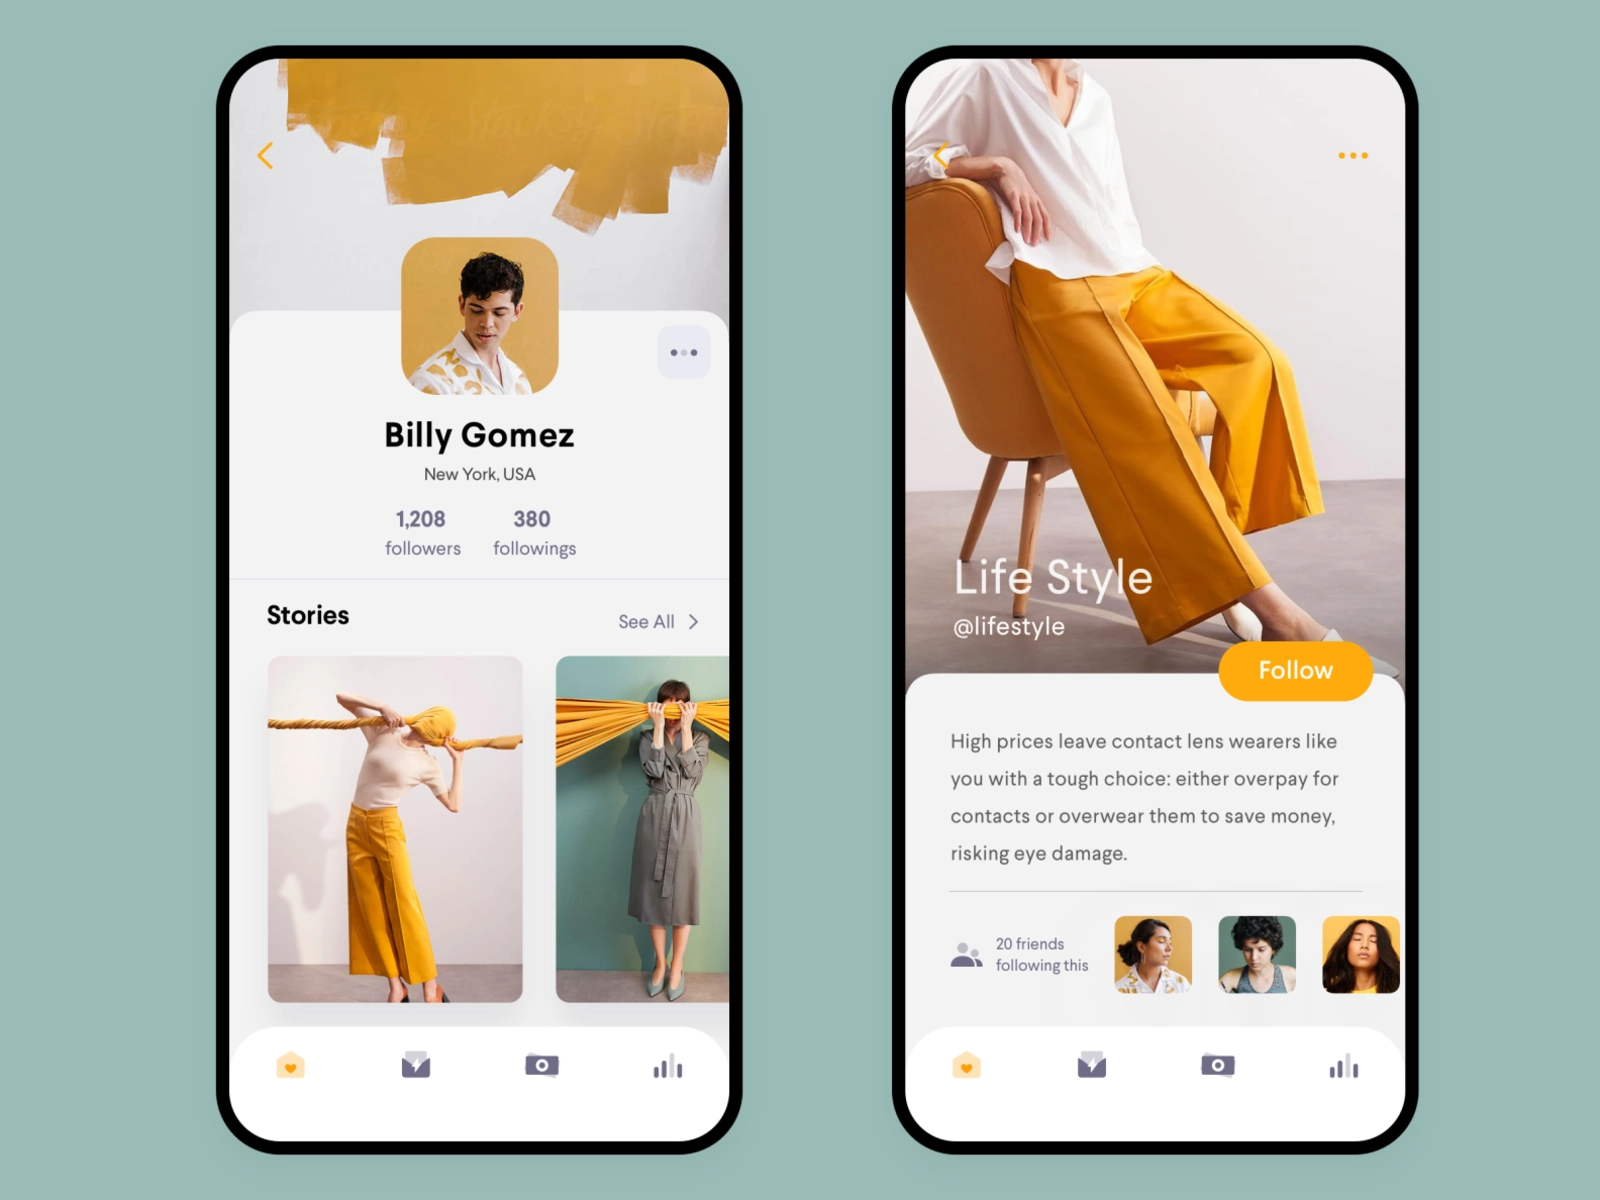 Billy Gomez
New York, USA
1,208 380
followers followings
Stories
See All
Life Style
@lifestyle
Follow
High prices leave contact lens wearers like
you with a tough choice: either overpay for
contacts or overwear them to save money,
risking eye damage.
20 friends
following this